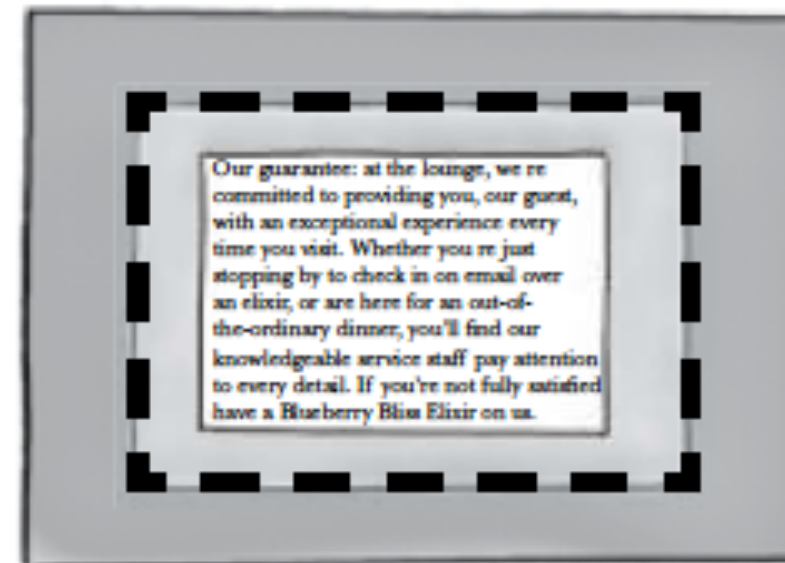 Our guarantee: at the lounge, we re
committed to providing you, our guest,
with an exceptional experience every
time you visit. Whether you re just
stopping by to check in on email over
an elixir, or are here for an out-of-
the-ordinary dinner, you'll find our
knowledgeable service staff pay attention
to every detail. If you're not fully satisfied
have a Blueberry Bliss Elixir on us.